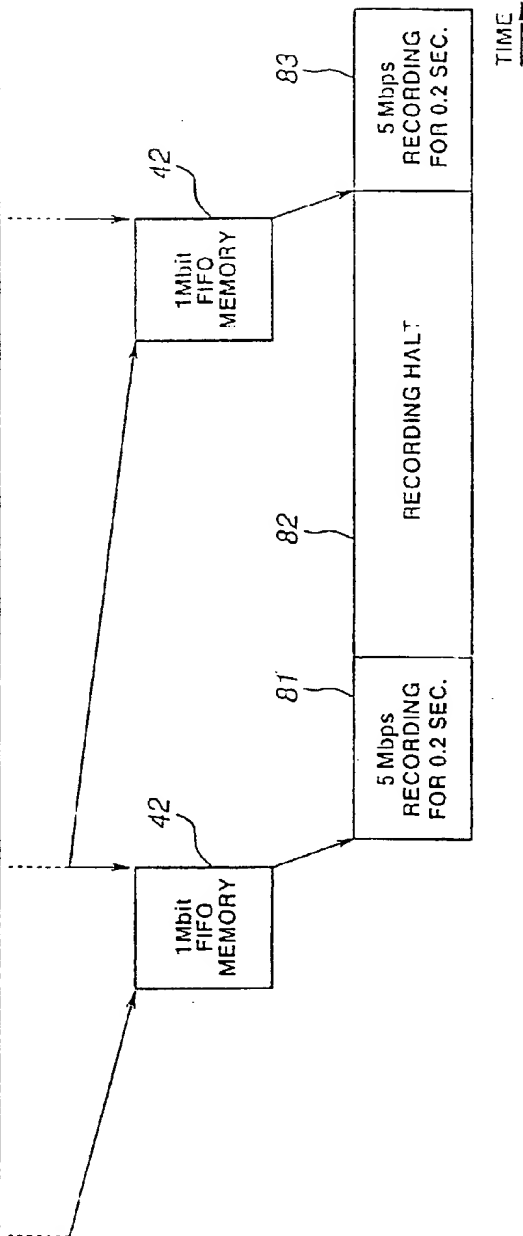 42
42
1Mbit
FIFO
MEMORY
1Mbit
FIFO
MEMORY
81
82
83
5 Mbps
RECORDING
FOR 0.2 SEC.
RECORDING HALT
5 Mbps
RECORDING
FOR 0.2 SEC.
TIME